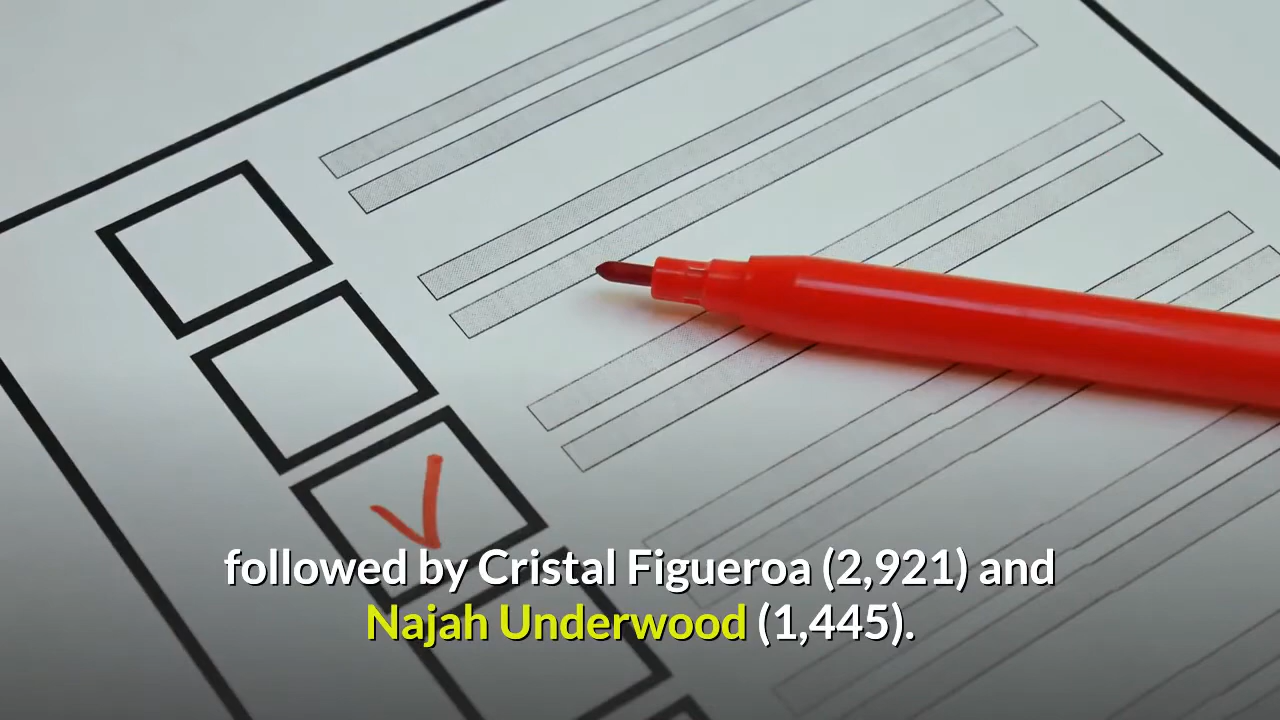 followed by Cristal Figueroa (2,921) and
Najah Underwood (1,445).